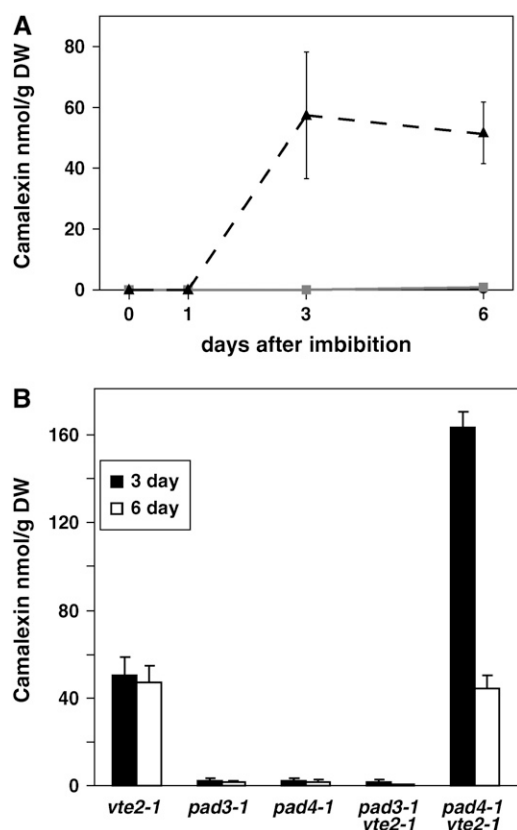 A
Camalexin nmol/g DW
80
60
40
20
0
0 1 3 6
days after imbibition
B
Camalexin nmol/g DW
160
120
80
40
0
3 day
6 day
vte2-1 pad3-1 pad4-1 pad3-1 pad4-1
vte2-1 vte2-1